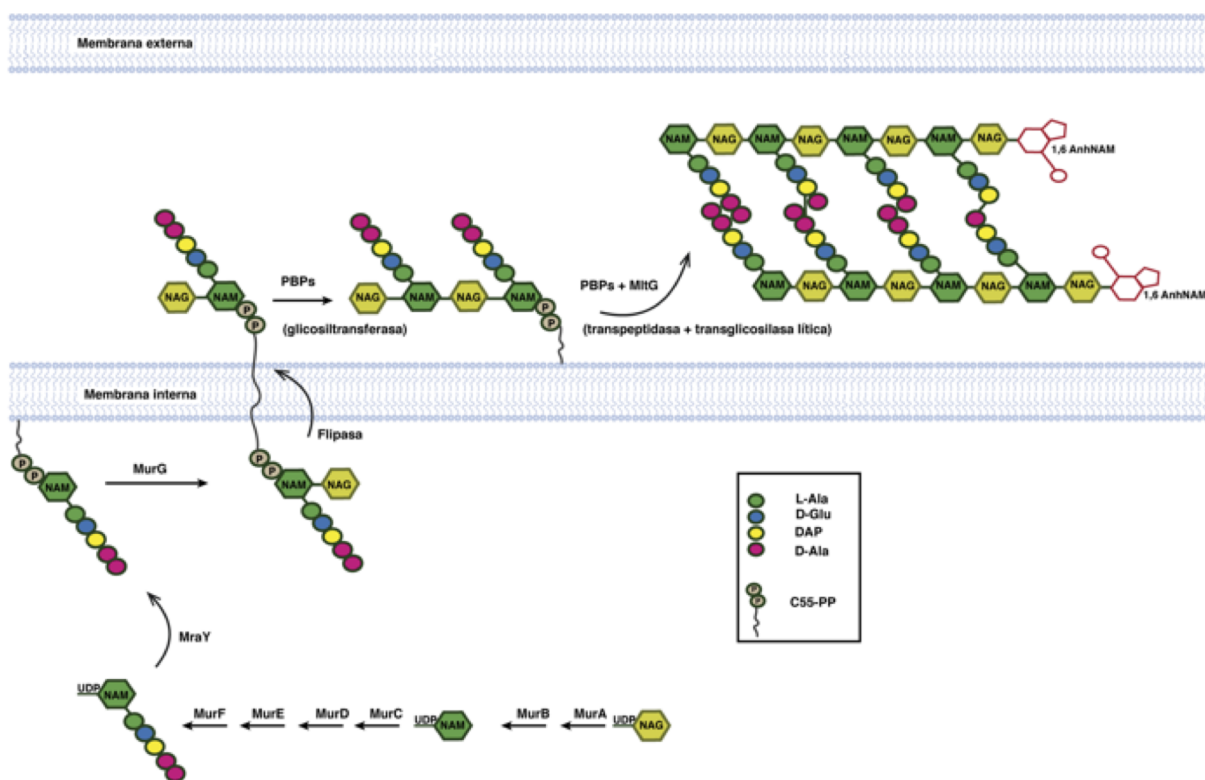 Membrana externa
NAM NAG NAM NAG NAM NAG NAM NAG
1,6 AnhNAM
NAG NAM
P
P
PBPs
(glicosiltransferasa)
NAG NAM NAG NAM
P
P
PBPs + MltG
(transpeptidasa + transglicosilasa lítica)
NAM NAG NAM NAG NAM NAG NAM NAG
1,6 AnhNAM
Membrana interna
Flipasa
P
P
NAM
MurG
P
P
NAM NAG
L-Ala
D-Glu
DAP
D-Ala
P
P
C55-PP
MraY
UDP
NAM
MurF MurE MurD MurC
UDP
NAM
MurB MurA
UDP
NAG